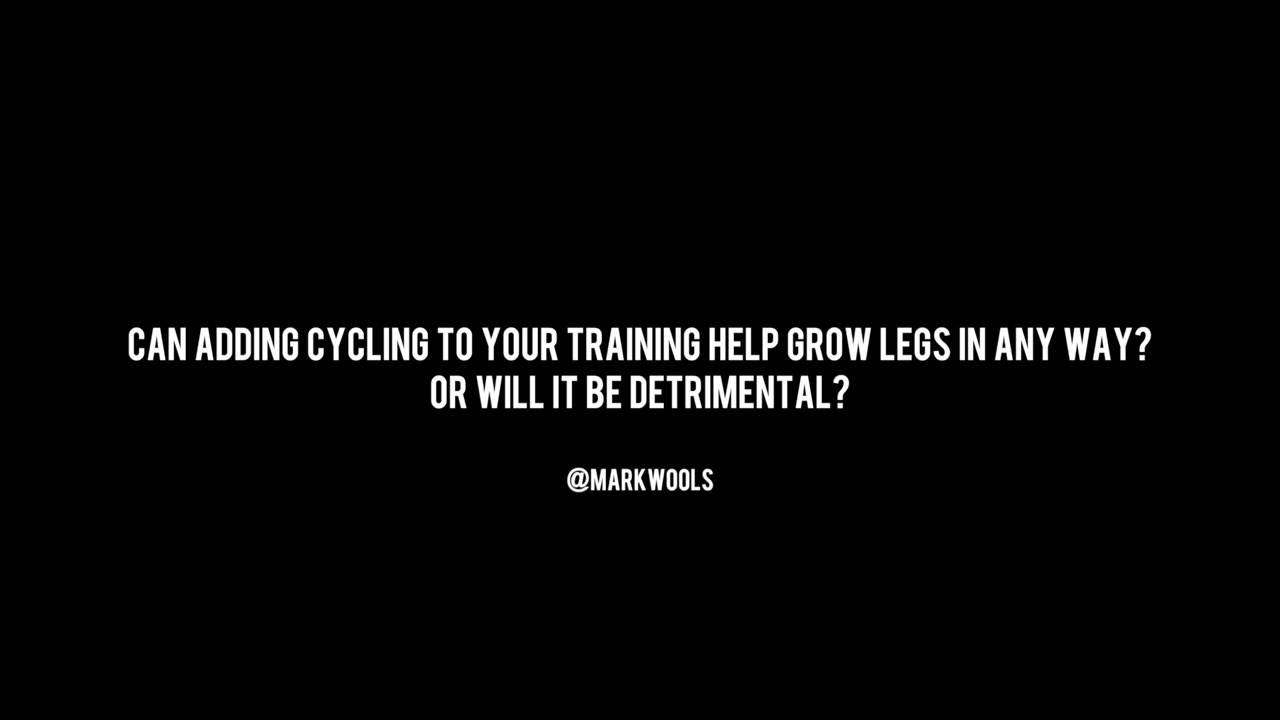 CAN ADDING CYCLING TO YOUR TRAINING HELP GROW LEGS IN ANY WAY?
OR WILL IT BE DETRIMENTAL?
@MARKWOOLS